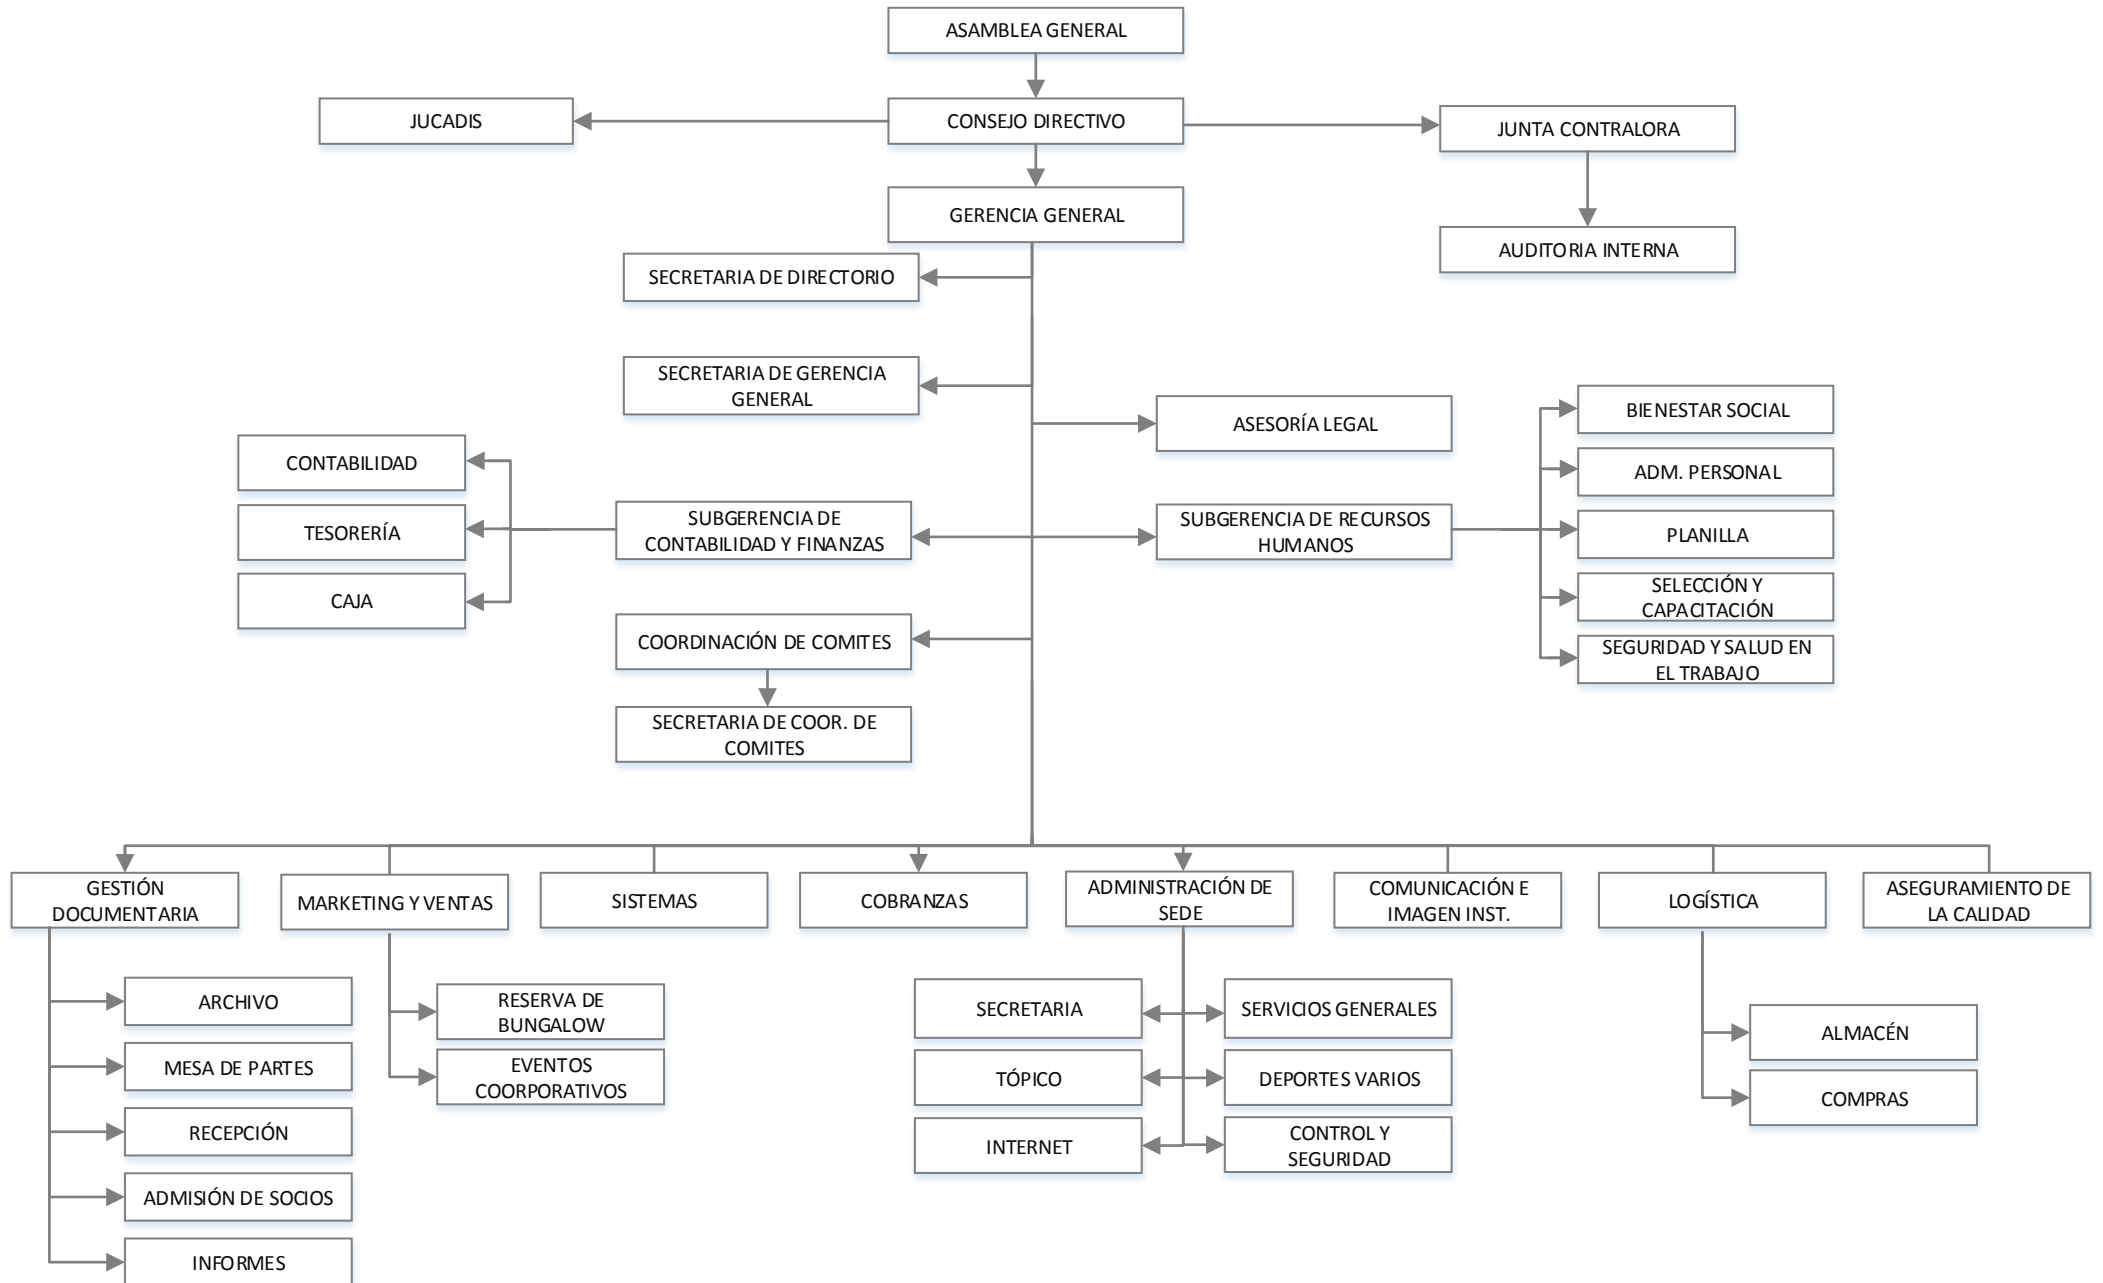 ASAMBLEA GENERAL
JUCADIS
CONSEJO DIRECTIVO
JUNTA CONTRALORA
GERENCIA GENERAL
AUDITORIA INTERNA
SECRETARIA DE DIRECTORIO
SECRETARIA DE GERENCIA
GENERAL
ASESORÍA LEGAL
BIENESTAR SOCIAL
CONTABILIDAD
ADM. PERSONAL
TESORERÍA
SUBGERENCIA DE
CONTABILIDAD Y FINANZAS
SUBGERENCIA DE RECURSOS
HUMANOS
PLANILLA
CAJA
SELECCIÓN Y
CAPACITACIÓN
COORDINACIÓN DE COMITES
SEGURIDAD Y SALUD EN
EL TRABAJO
SECRETARIA DE COOR. DE
COMITES
GESTIÓN
DOCUMENTARIA
MARKETING Y VENTAS
SISTEMAS
COBRANZAS
ADMINISTRACIÓN DE
SEDE
COMUNICACIÓN E
IMAGEN INST.
LOGÍSTICA
ASEGURAMIENTO DE
LA CALIDAD
ARCHIVO
RESERVA DE
BUNGALOW
SECRETARIA
SERVICIOS GENERALES
ALMACÉN
MESA DE PARTES
EVENTOS
COORPORATIVOS
TÓPICO
DEPORTES VARIOS
COMPRAS
RECEPCIÓN
INTERNET
CONTROL Y
SEGURIDAD
ADMISIÓN DE SOCIOS
INFORMES